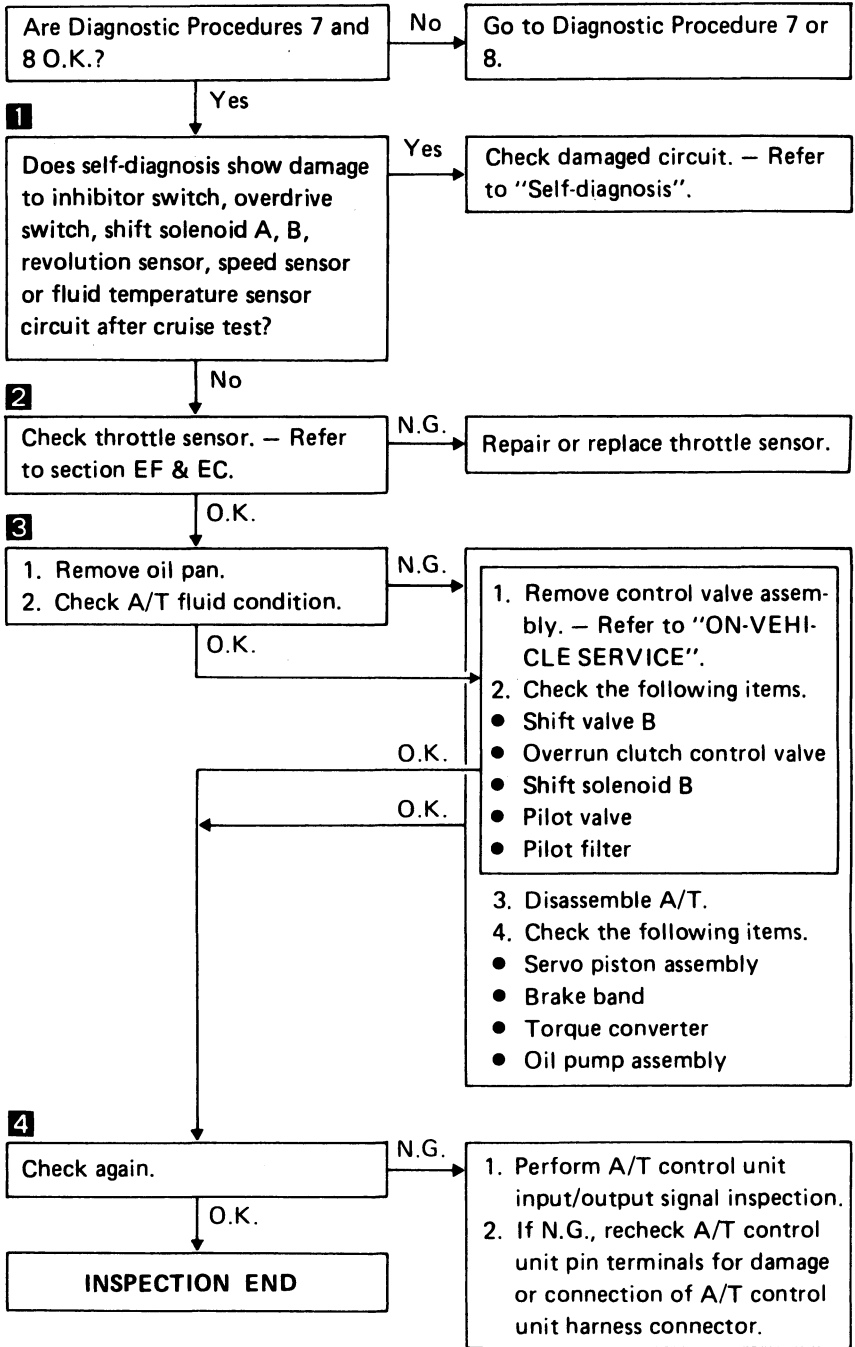 Are Diagnostic Procedures 7 and
8 O.K.?
No
Go to Diagnostic Procedure 7 or
8.
Yes
1
Does self-diagnosis show damage
to inhibitor switch, overdrive
switch, shift solenoid A, B,
revolution sensor, speed sensor
or fluid temperature sensor
circuit after cruise test?
Yes
Check damaged circuit. — Refer
to "Self-diagnosis".
No
2
Check throttle sensor. — Refer
to section EF & EC.
N.G.
Repair or replace throttle sensor.
O.K.
3
1. Remove oil pan.
2. Check A/T fluid condition.
N.G.
O.K.
1. Remove control valve assem-
bly. — Refer to "ON-VEHI-
CLE SERVICE".
2. Check the following items.
● Shift valve B
● Overrun clutch control valve
● Shift solenoid B
● Pilot valve
● Pilot filter
O.K.
O.K.
3. Disassemble A/T.
4. Check the following items.
● Servo piston assembly
● Brake band
● Torque converter
● Oil pump assembly
4
Check again.
N.G.
1. Perform A/T control unit
input/output signal inspection.
2. If N.G., recheck A/T control
unit pin terminals for damage
or connection of A/T control
unit harness connector.
O.K.
INSPECTION END